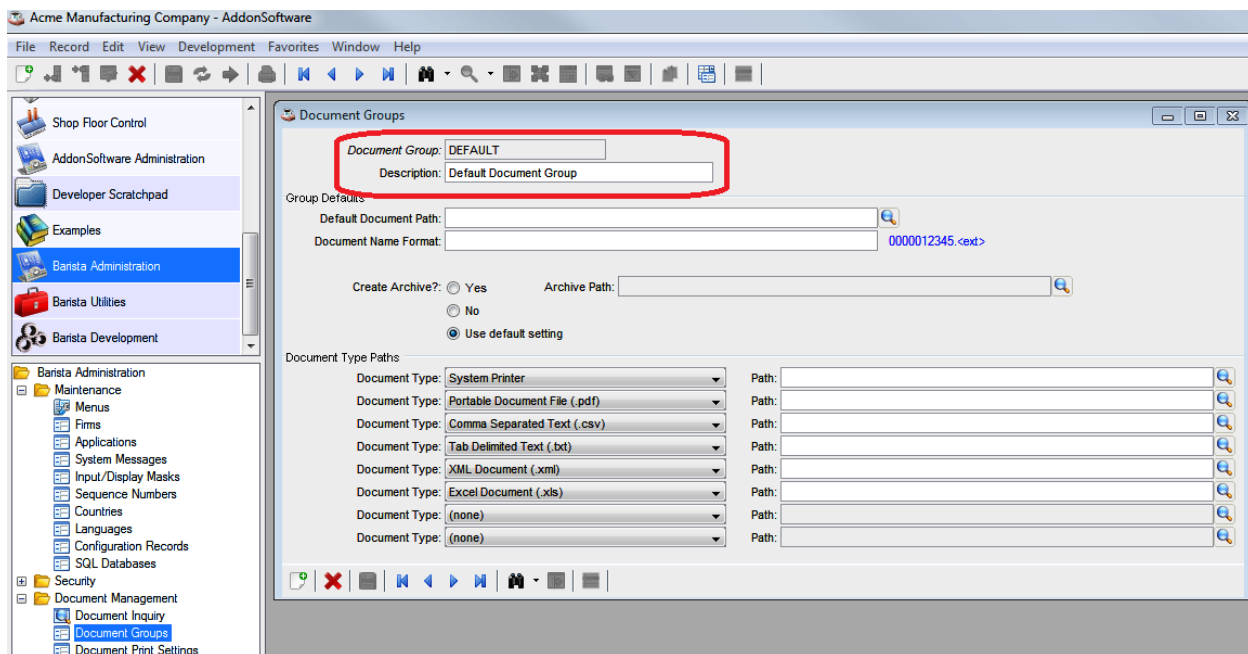 Acme Manufacturing Company - AddonSoftware
File Record Edit View Development Favorites Window Help
Shop Floor Control
AddonSoftware Administration
Developer Scratchpad
Examples
Barista Administration
Barista Utilities
Barista Development
Barista Administration
Maintenance
Menus
Firms
Applications
System Messages
Input/Display Masks
Sequence Numbers
Countries
Languages
Configuration Records
SQL Databases
Security
Document Management
Document Inquiry
Document Groups
Document Print Settings
Document Groups
Document Group: DEFAULT
Description: Default Document Group
Group Defaults
Default Document Path:
Document Name Format: 0000012345.<ext>
Create Archive?: Yes Archive Path:
No
Use default setting
Document Type Paths
Document Type: System Printer Path:
Document Type: Portable Document File (.pdf) Path:
Document Type: Comma Separated Text (.csv) Path:
Document Type: Tab Delimited Text (.txt) Path:
Document Type: XML Document (.xml) Path:
Document Type: Excel Document (.xls) Path:
Document Type: (none) Path:
Document Type: (none) Path: